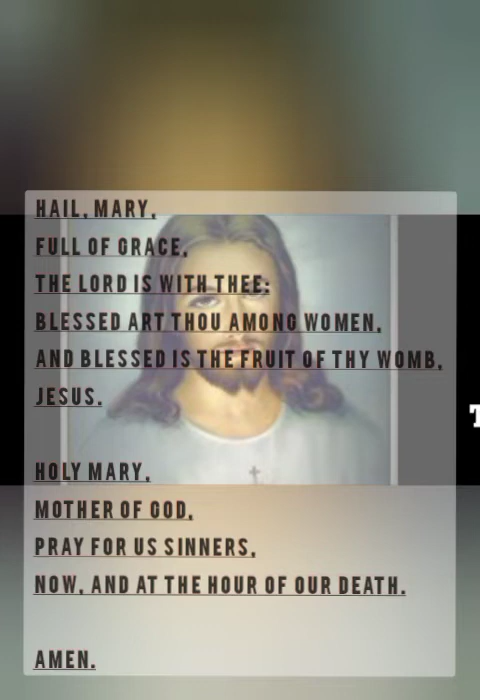 HAIL, MARY,
FULL OF GRACE,
THE LORD IS WITH THEE;
BLESSED ART THOU AMONG WOMEN,
AND BLESSED IS THE FRUIT OF THY WOMB,
JESUS.
HOLY MARY,
MOTHER OF GOD,
PRAY FOR US SINNERS,
NOW, AND AT THE HOUR OF OUR DEATH.
AMEN.